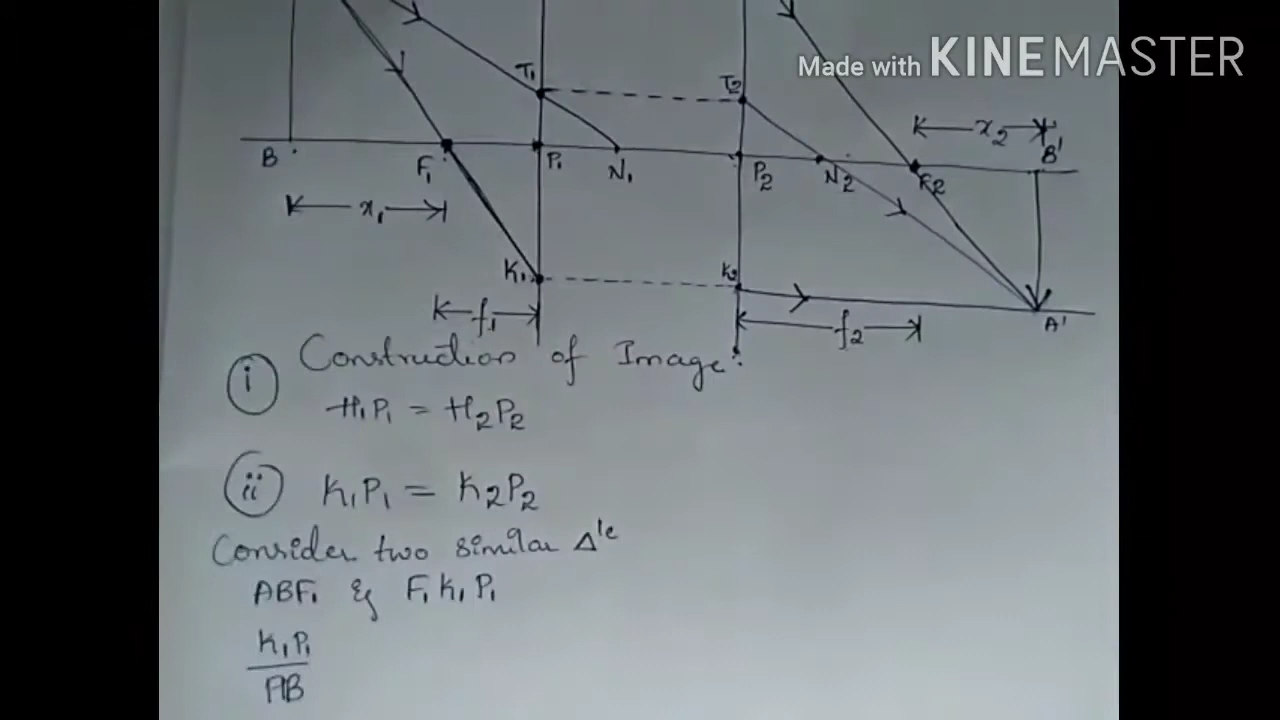 Made with KINEMASTER
T₁ T₂
x₂
B F₁ P₁ N₁ P₂ N₂ F₂ B'
x₁
K₁ K₂
f₁ f₂ A'
i Construction of Image:
H₁P₁ = H₂P₂
ii K₁P₁ = K₂P₂
Consider two similar Δ'le
ABF₁ & F₁K₁P₁
K₁P₁
AB